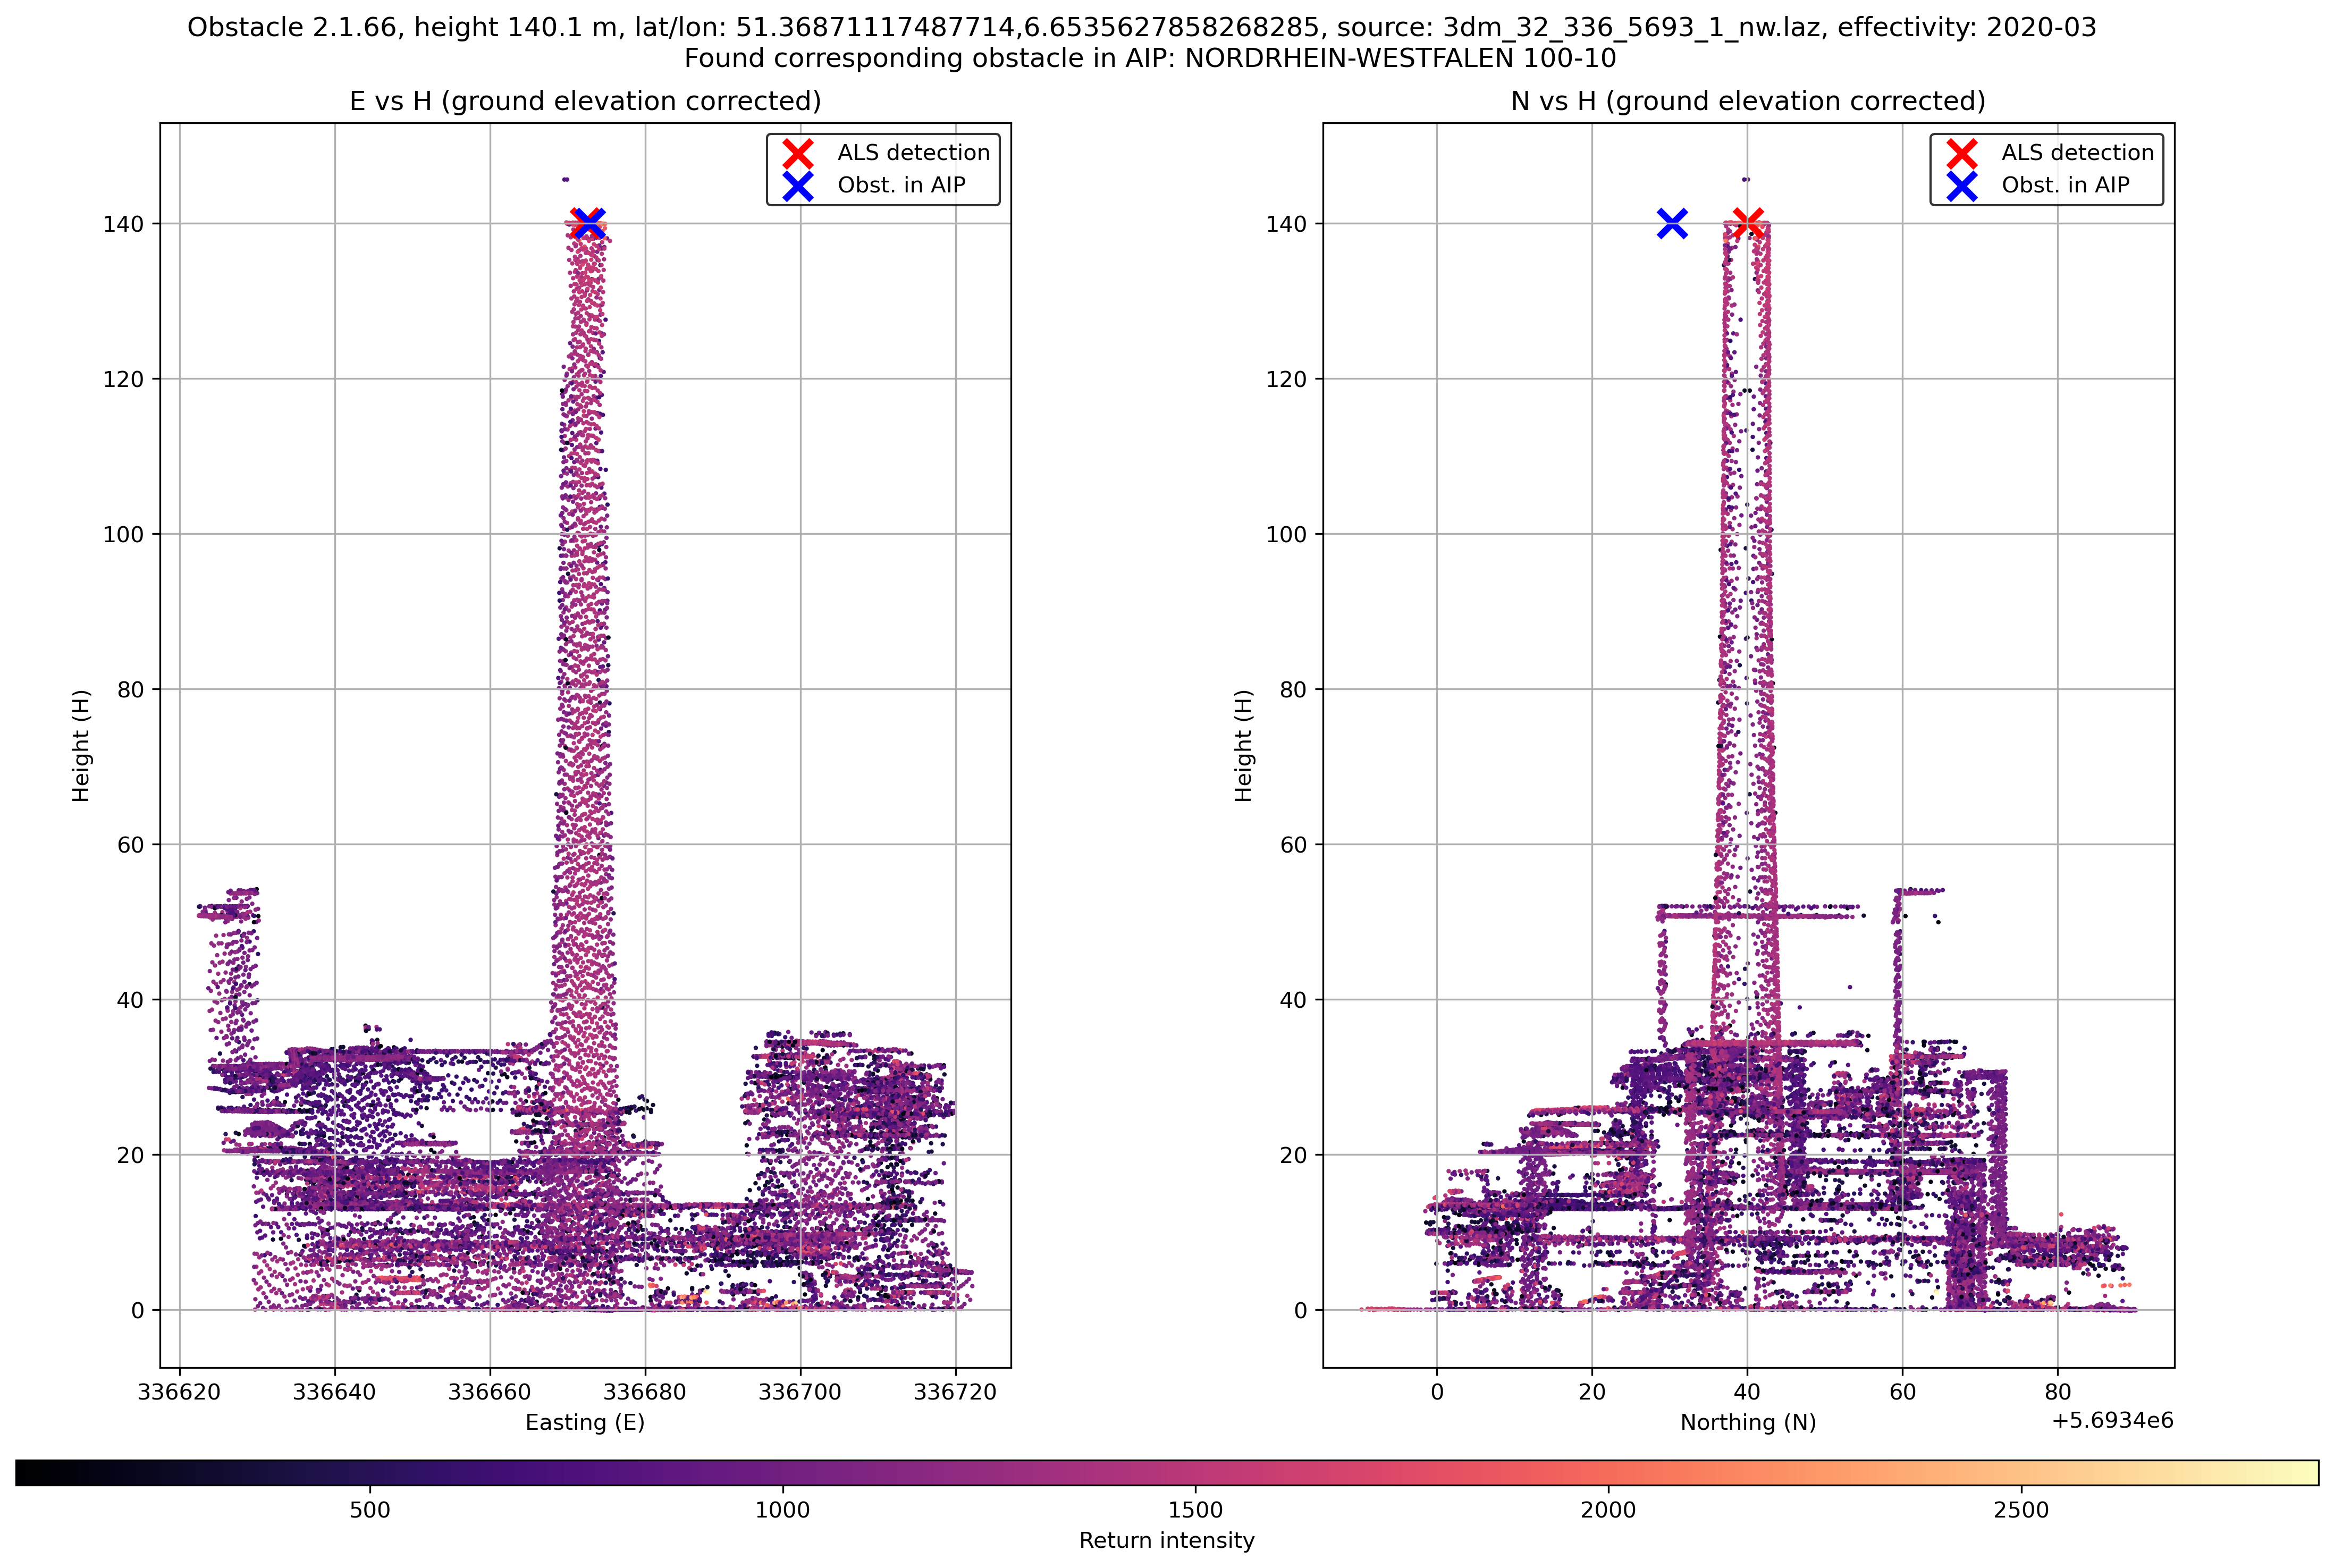 Obstacle 2.1.66, height 140.1 m, lat/lon: 51.36871117487714,6.6535627858268285, source: 3dm_32_336_5693_1_nw.laz, effectivity: 2020-03
Found corresponding obstacle in AIP: NORDRHEIN-WESTFALEN 100-10
E vs H (ground elevation corrected)
ALS detection
Obst. in AIP
140
120
100
80
60
40
20
0
Height (H)
336620 336640 336660 336680 336700 336720
Easting (E)
N vs H (ground elevation corrected)
ALS detection
Obst. in AIP
140
120
100
80
60
40
20
0
Height (H)
0 20 40 60 80
Northing (N)
+5.6934e6
500 1000 1500 2000 2500
Return intensity